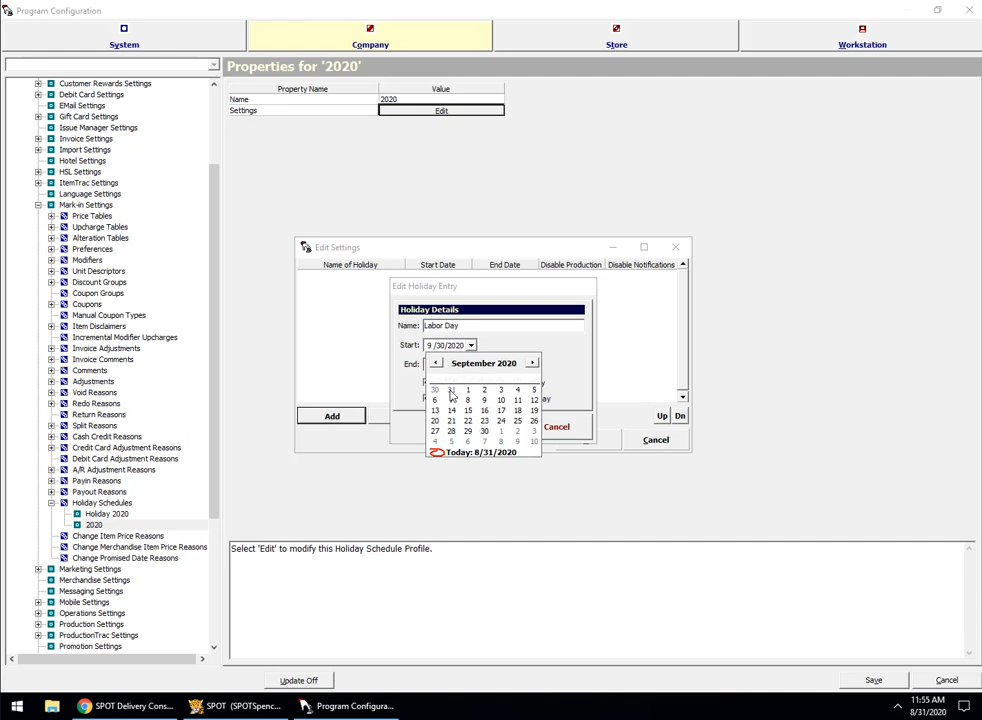 Program Configuration
System
Company
Store
Workstation
Properties for '2020'
Property Name Value
Name 2020
Settings Edit
Customer Rewards Settings
Debit Card Settings
EMail Settings
Gift Card Settings
Issue Manager Settings
Invoice Settings
Import Settings
Hotel Settings
HSL Settings
ItemTrac Settings
Language Settings
Mark-in Settings
Price Tables
Upcharge Tables
Alteration Tables
Preferences
Modifiers
Unit Descriptors
Discount Groups
Coupon Groups
Coupons
Manual Coupon Types
Item Disclaimers
Incremental Modifier Upcharges
Invoice Adjustments
Invoice Comments
Comments
Adjustments
Void Reasons
Redo Reasons
Return Reasons
Split Reasons
Cash Credit Reasons
Credit Card Adjustment Reasons
Debit Card Adjustment Reasons
A/R Adjustment Reasons
Payin Reasons
Payout Reasons
Holiday Schedules
Holiday 2020
2020
Change Item Price Reasons
Change Merchandise Item Price Reasons
Change Promised Date Reasons
Marketing Settings
Merchandise Settings
Messaging Settings
Mobile Settings
Operations Settings
Production Settings
ProductionTrac Settings
Promotion Settings
Edit Settings
Name of Holiday Start Date End Date Disable Production Disable Notifications
Edit Holiday Entry
Holiday Details
Name: Labor Day
Start: 9 /30/2020
End:
September 2020
30 31 1 2 3 4 5
6 8 9 10 11 12
13 14 15 16 17 18 19
20 21 22 23 24 25 26
27 28 29 30 1 2 3
4 5 6 7 8 9 10
Today: 8/31/2020
Cancel
Add
Up Dn
Cancel
Select 'Edit' to modify this Holiday Schedule Profile.
Update Off
Save
Cancel
SPOT Delivery Cons...
SPOT (SPOTSpenc...
Program Configura...
11:55 AM
8/31/2020